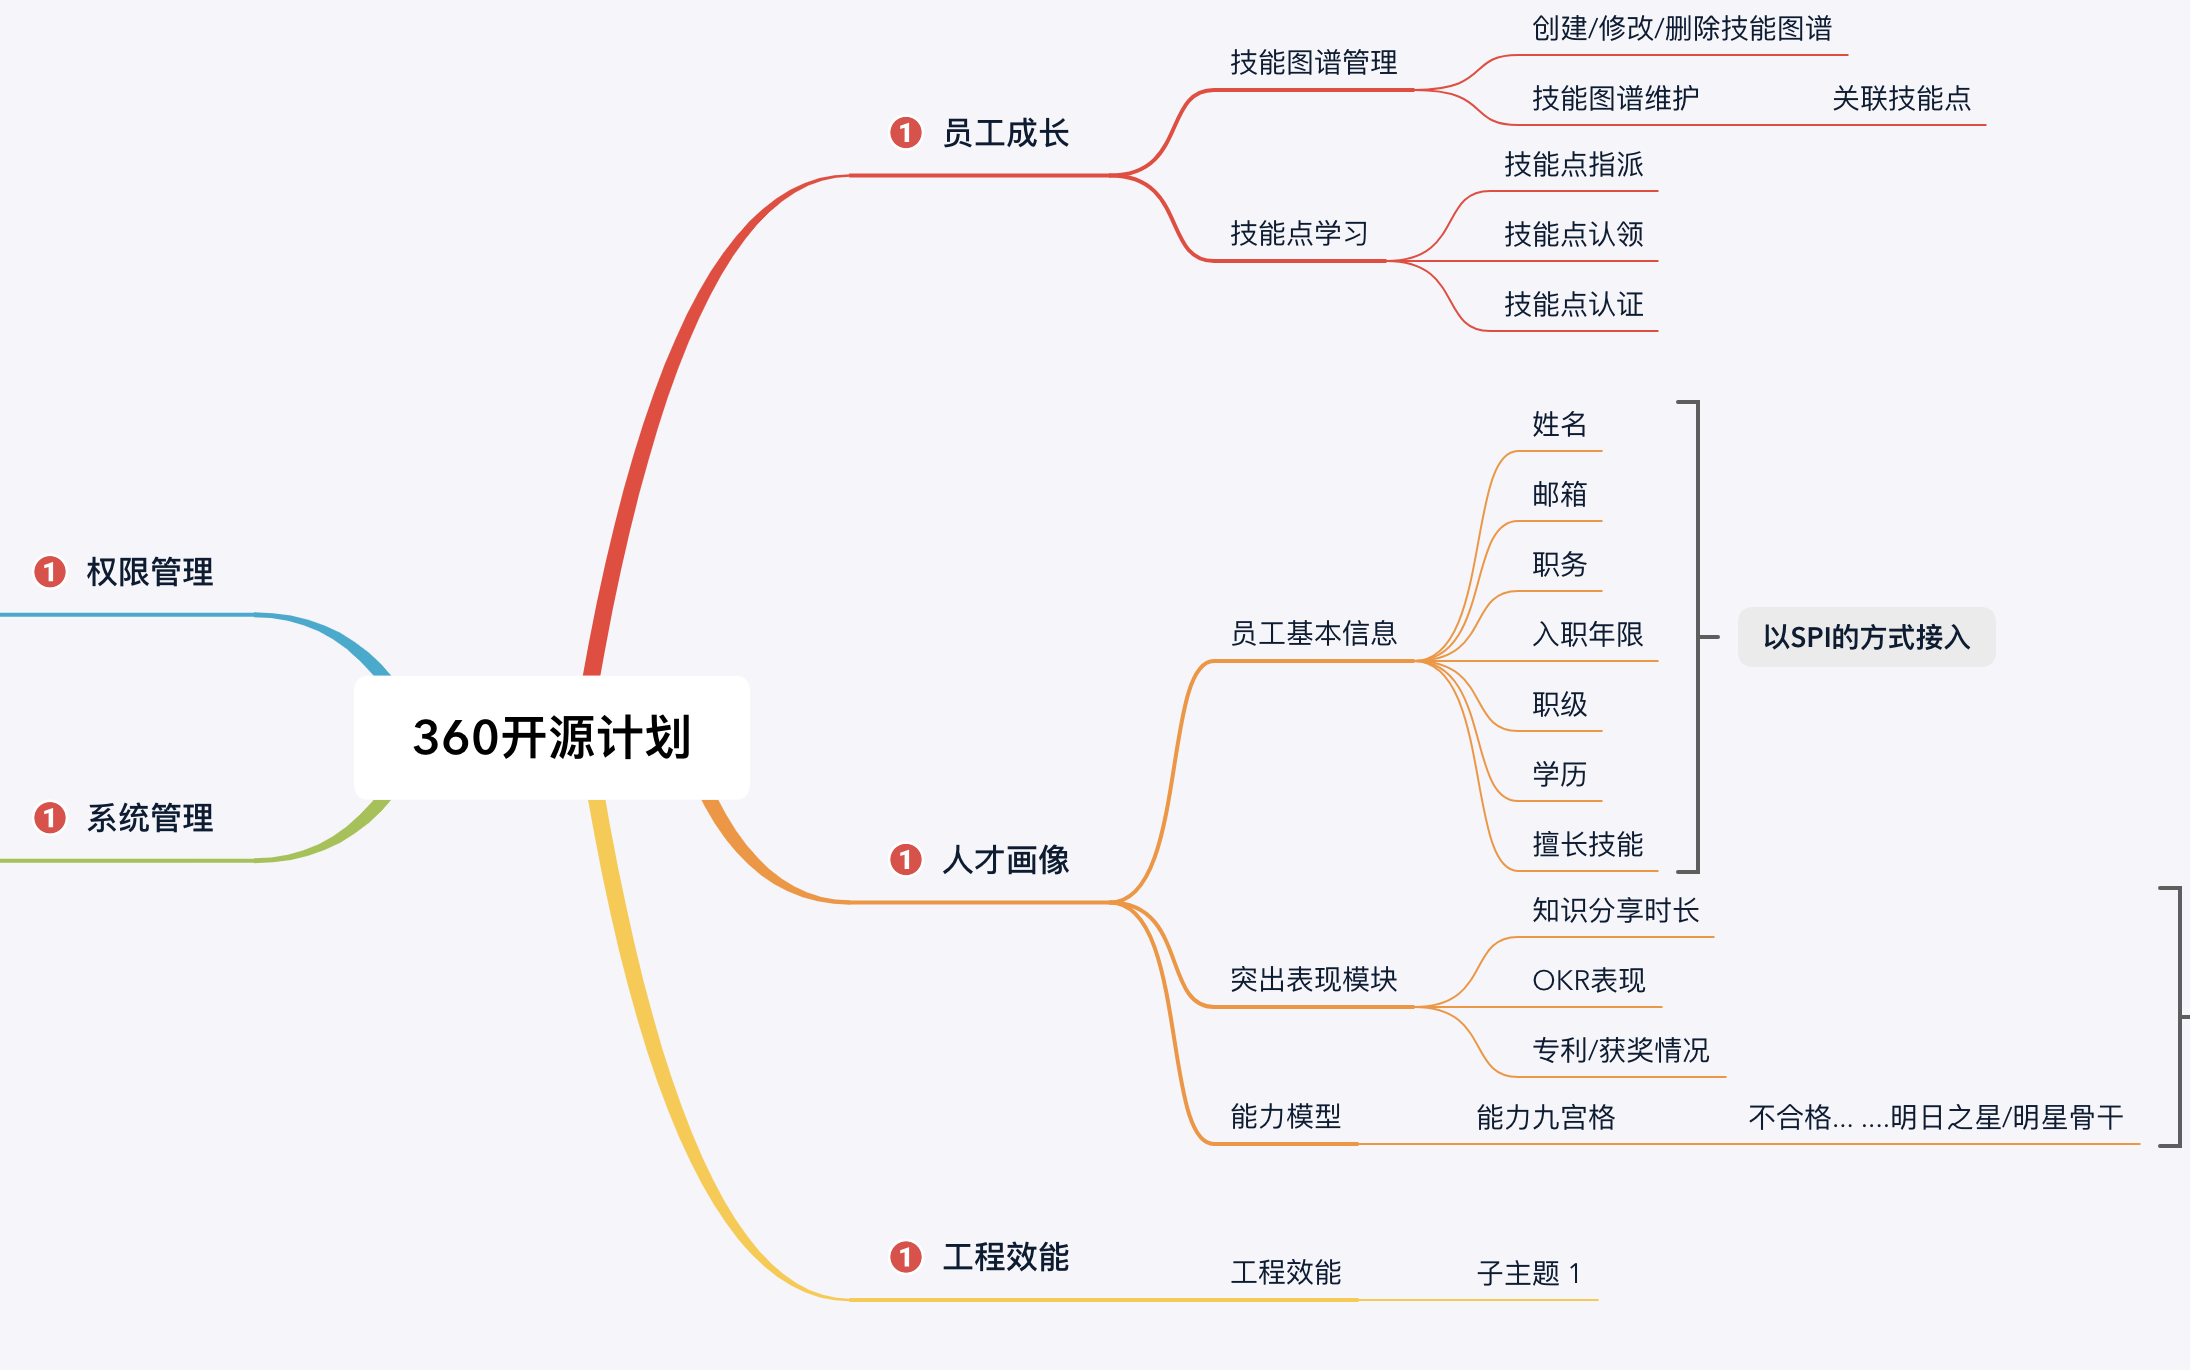 创建/修改/删除技能图谱
技能图谱管理
技能图谱维护
关联技能点
1 员工成长
技能点指派
技能点学习
技能点认领
技能点认证
姓名
邮箱
职务
员工基本信息
入职年限
以SPI的方式接入
职级
学历
擅长技能
1 权限管理
360开源计划
1 系统管理
1 人才画像
知识分享时长
突出表现模块
OKR表现
专利/获奖情况
能力模型
能力九宫格
不合格... ....明日之星/明星骨干
1 工程效能
工程效能
子主题 1